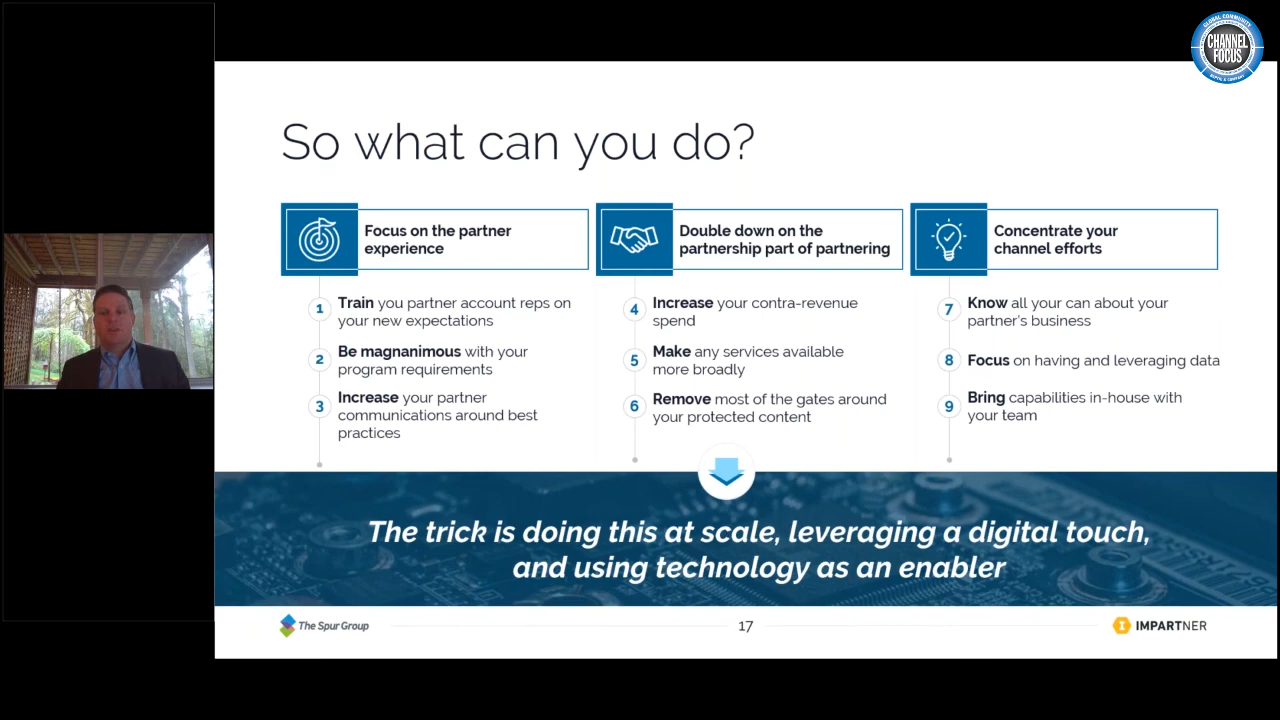 GLOBAL COMMUNITY
CHANNEL
FOCUS
So what can you do?
Focus on the partner
experience
Double down on the
partnership part of partnering
Concentrate your
channel efforts
1
Train you partner account reps on
your new expectations
2
Be magnanimous with your
program requirements
3
Increase your partner
communications around best
practices
4
Increase your contra-revenue
spend
5
Make any services available
more broadly
6
Remove most of the gates around
your protected content
7
Know all your can about your
partner's business
8
Focus on having and leveraging data
9
Bring capabilities in-house with
your team
The trick is doing this at scale, leveraging a digital touch,
and using technology as an enabler
The Spur Group
17
IMPARTNER